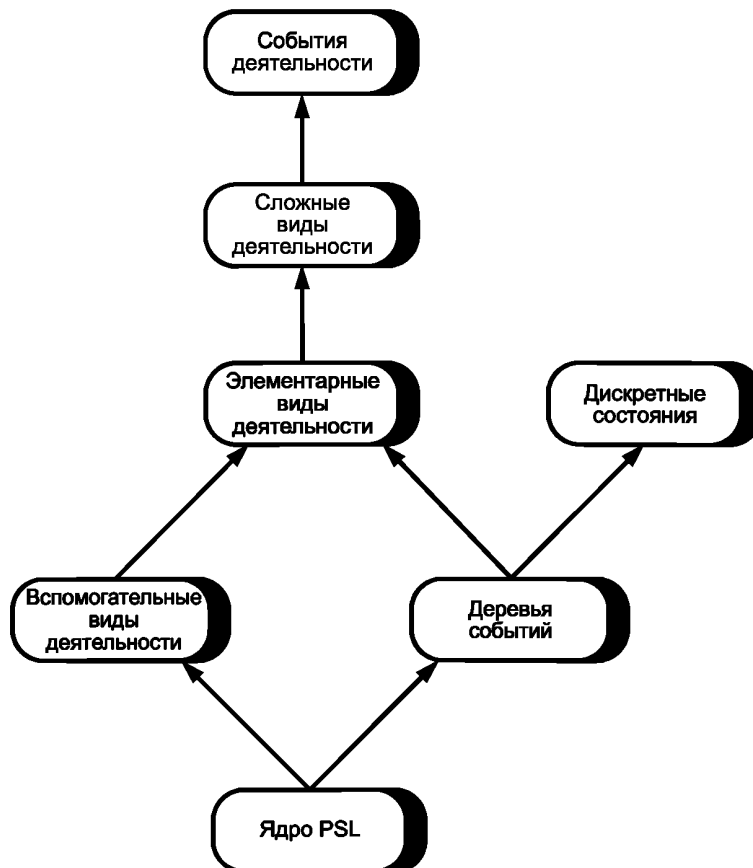 События
деятельности
Сложные
виды
деятельности
Элементарные
виды
деятельности
Дискретные
состояния
Вспомогательные
виды
деятельности
Деревья
событий
Ядро PSL